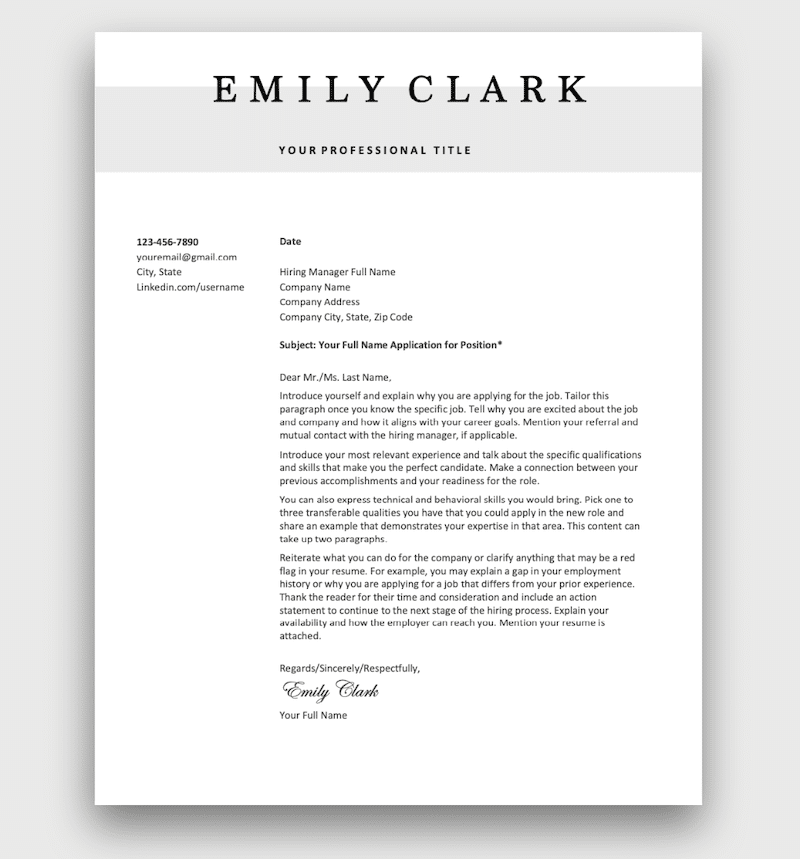 EMILY CLARK
YOUR PROFESSIONAL TITLE
123-456-7890
youremail@gmail.com
City, State
Linkedin.com/username
Date
Hiring Manager Full Name
Company Name
Company Address
Company City, State, Zip Code
Subject: Your Full Name Application for Position*
Dear Mr./Ms. Last Name,
Introduce yourself and explain why you are applying for the job. Tailor this
paragraph once you know the specific job. Tell why you are excited about the job
and company and how it aligns with your career goals. Mention your referral and
mutual contact with the hiring manager, if applicable.
Introduce your most relevant experience and talk about the specific qualifications
and skills that make you the perfect candidate. Make a connection between your
previous accomplishments and your readiness for the role.
You can also express technical and behavioral skills you would bring. Pick one to
three transferable qualities you have that you could apply in the new role and
share an example that demonstrates your expertise in that area. This content can
take up two paragraphs.
Reiterate what you can do for the company or clarify anything that may be a red
flag in your resume. For example, you may explain a gap in your employment
history or why you are applying for a job that differs from your prior experience.
Thank the reader for their time and consideration and include an action
statement to continue to the next stage of the hiring process. Explain your
availability and how the employer can reach you. Mention your resume is
attached.
Regards/Sincerely/Respectfully,
Emily Clark
Your Full Name